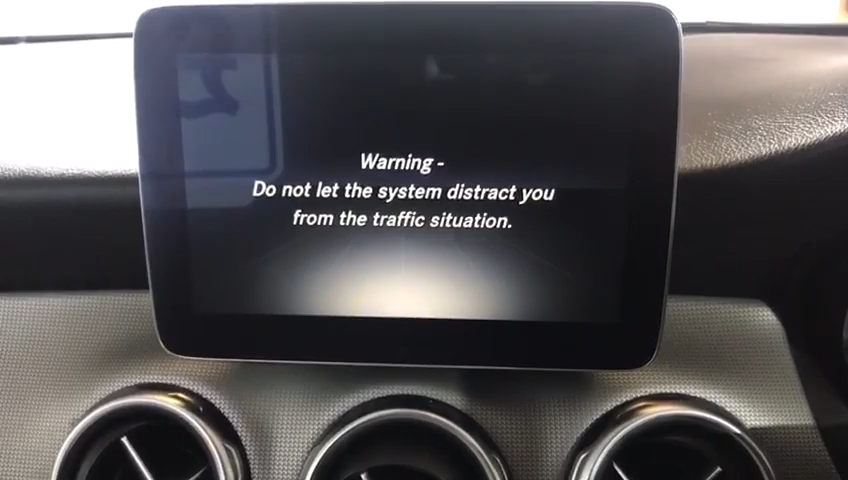 Warning -
Do not let the system distract you
from the traffic situation.